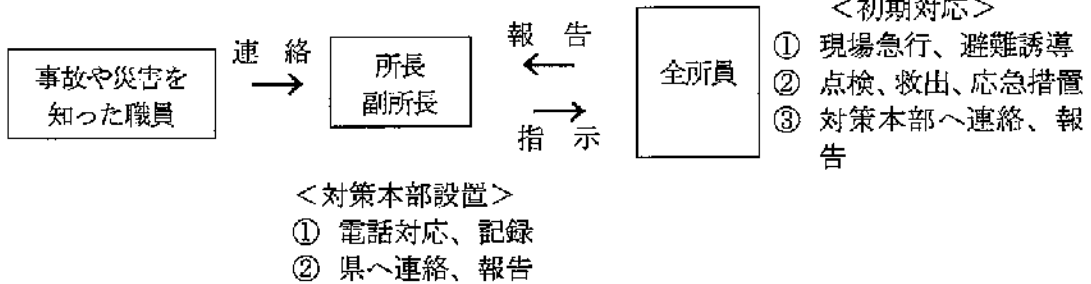 事故や災害を
知った職員
連絡
→
所長
副所長
報告
←
→
指示
全所員
＜初期対応＞
① 現場急行、避難誘導
② 点検、救出、応急措置
③ 対策本部へ連絡、報
告
＜対策本部設置＞
① 電話対応、記録
② 県へ連絡、報告